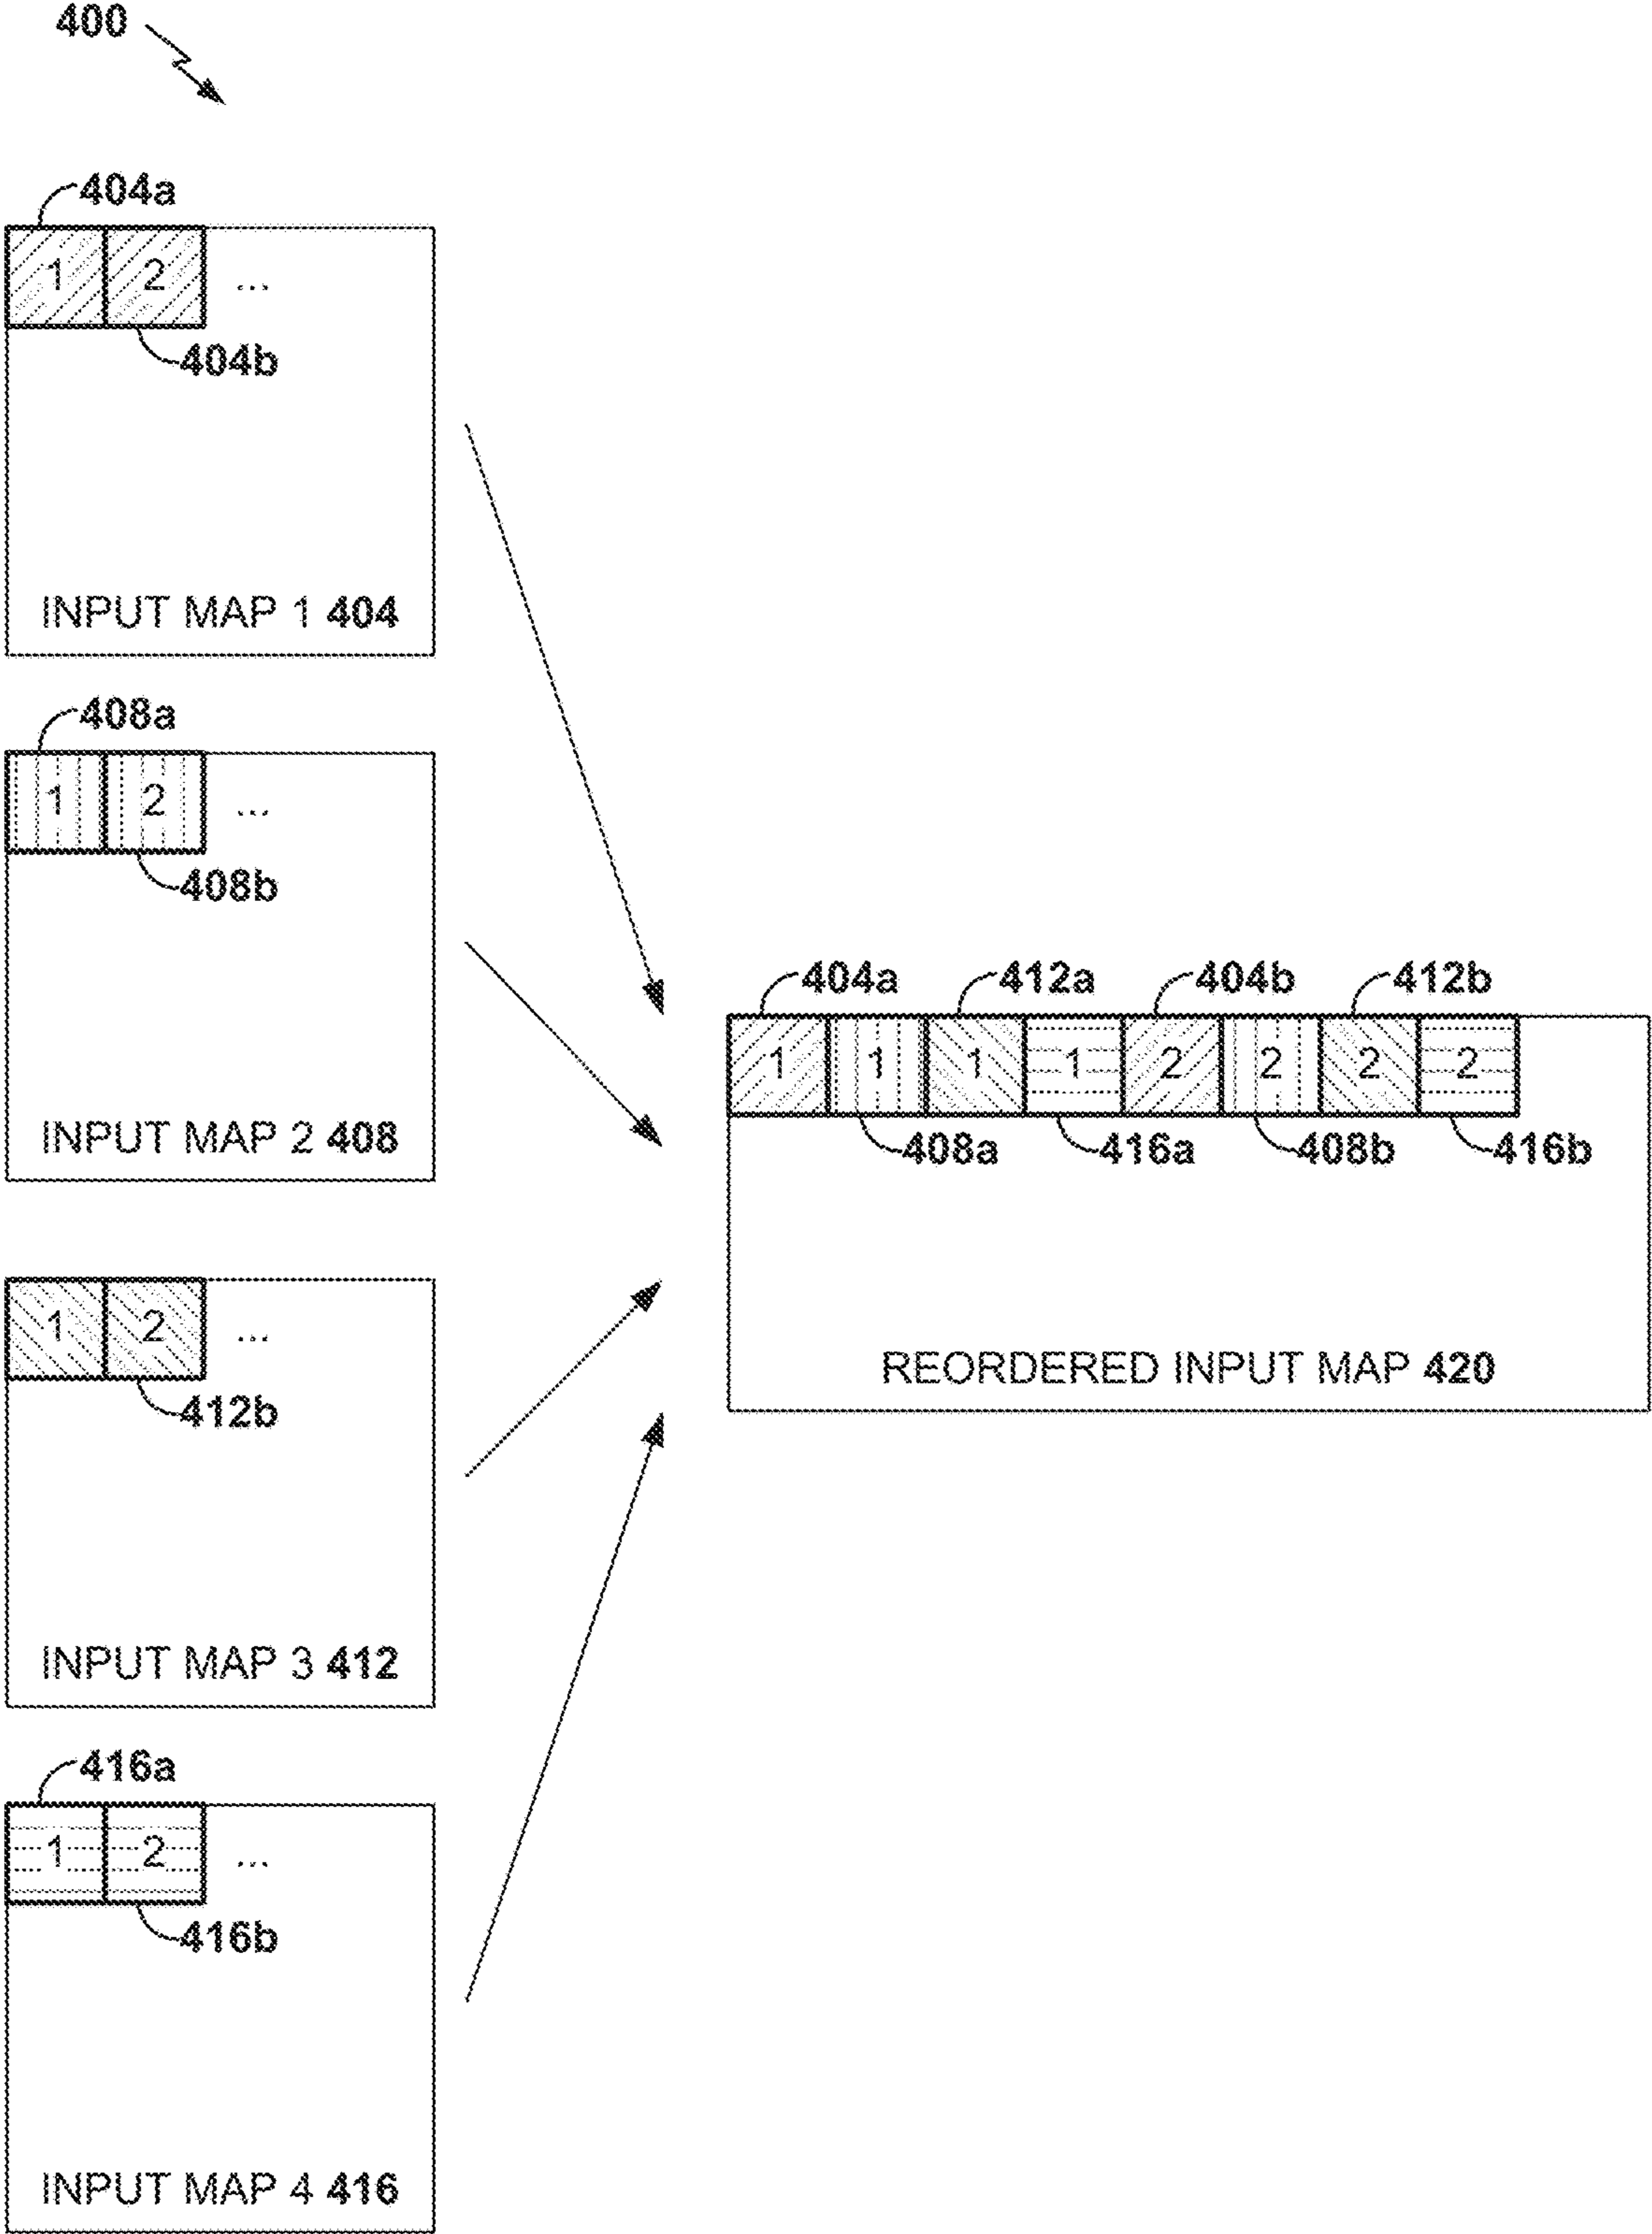 400
404a
1 2 ...
404b
INPUT MAP 1 404
408a
1 2 ...
408b
INPUT MAP 2 408
1 2 ...
412b
INPUT MAP 3 412
416a
1 2 ...
416b
INPUT MAP 4 416
404a 412a 404b 412b
1 1 1 1 2 2 2 2
408a 416a 408b 416b
REORDERED INPUT MAP 420